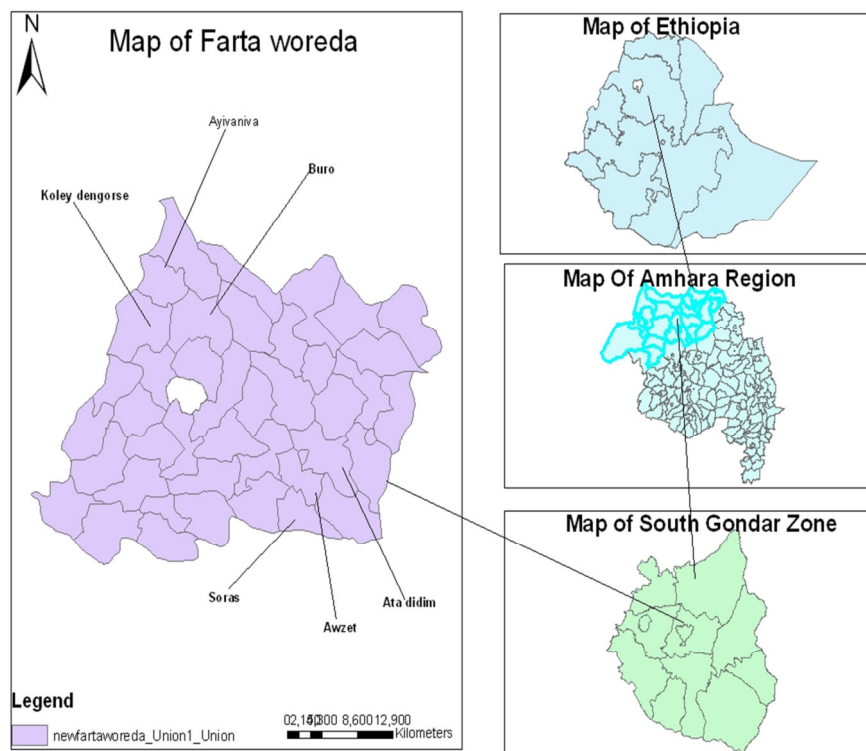 N
Map of Farta woreda
Ayivaniva
Buro
Koley dengorse
Soras
Ata didim
Awzet
Legend
newfartaworeda_Union1_Union
8,600 12,900
Kilometers
Map of Ethiopia
Map Of Amhara Region
Map of South Gondar Zone